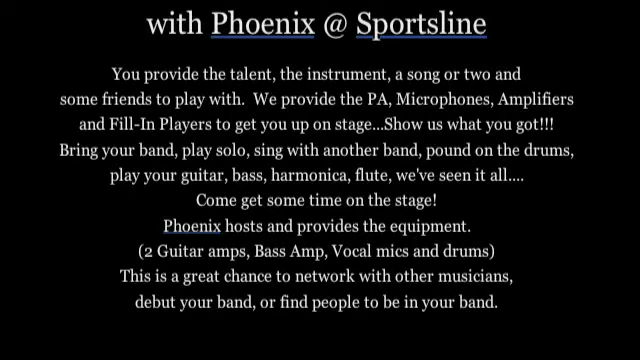 with Phoenix @ Sportsline
You provide the talent, the instrument, a song or two and
some friends to play with.  We provide the PA, Microphones, Amplifiers
and Fill-In Players to get you up on stage...Show us what you got!!!
Bring your band, play solo, sing with another band, pound on the drums,
play your guitar, bass, harmonica, flute, we've seen it all....
Come get some time on the stage!
Phoenix hosts and provides the equipment.
(2 Guitar amps, Bass Amp, Vocal mics and drums)
This is a great chance to network with other musicians,
debut your band, or find people to be in your band.